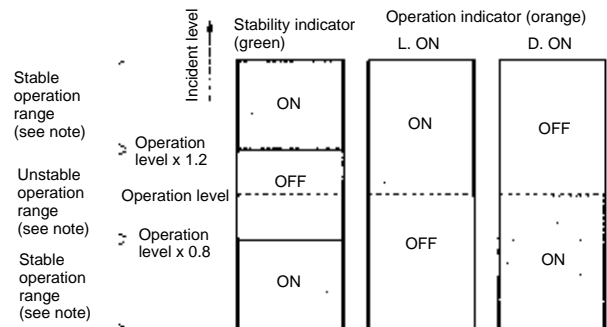 Incident level
Stability indicator
(green)
Operation indicator (orange)
L. ON
D. ON
Stable
operation
range
(see note)
Operation
level x 1.2
Unstable
operation
range
(see note)
Operation level
Operation
level x 0.8
Stable
operation
range
(see note)
ON
OFF
ON
ON
OFF
OFF
ON